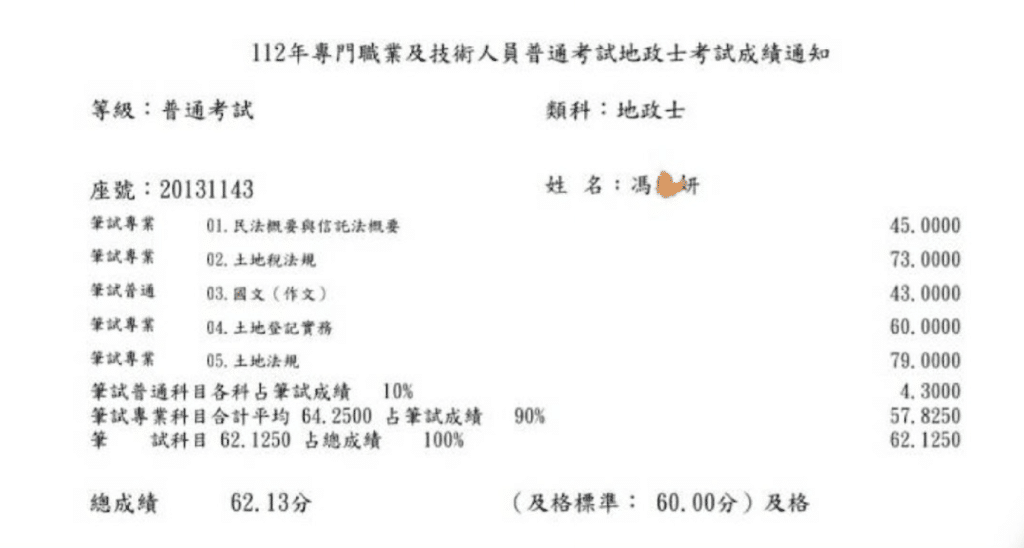 112年專門職業及技術人員普通考試地政士考試成績通知
等級：普通考試 類科：地政士
座號：20131143 姓 名：馮 妍
筆試專業 01.民法概要與信託法概要 45.0000
筆試專業 02.土地稅法規 73.0000
筆試普通 03.國文（作文） 43.0000
筆試專業 04.土地登記實務 60.0000
筆試專業 05.土地法規 79.0000
筆試普通科目各科占筆試成績 10% 4.3000
筆試專業科目合計平均 64.2500 占筆試成績 90% 57.8250
筆 試科目 62.1250 占總成績 100% 62.1250
總成績 62.13分 （及格標準： 60.00分）及格